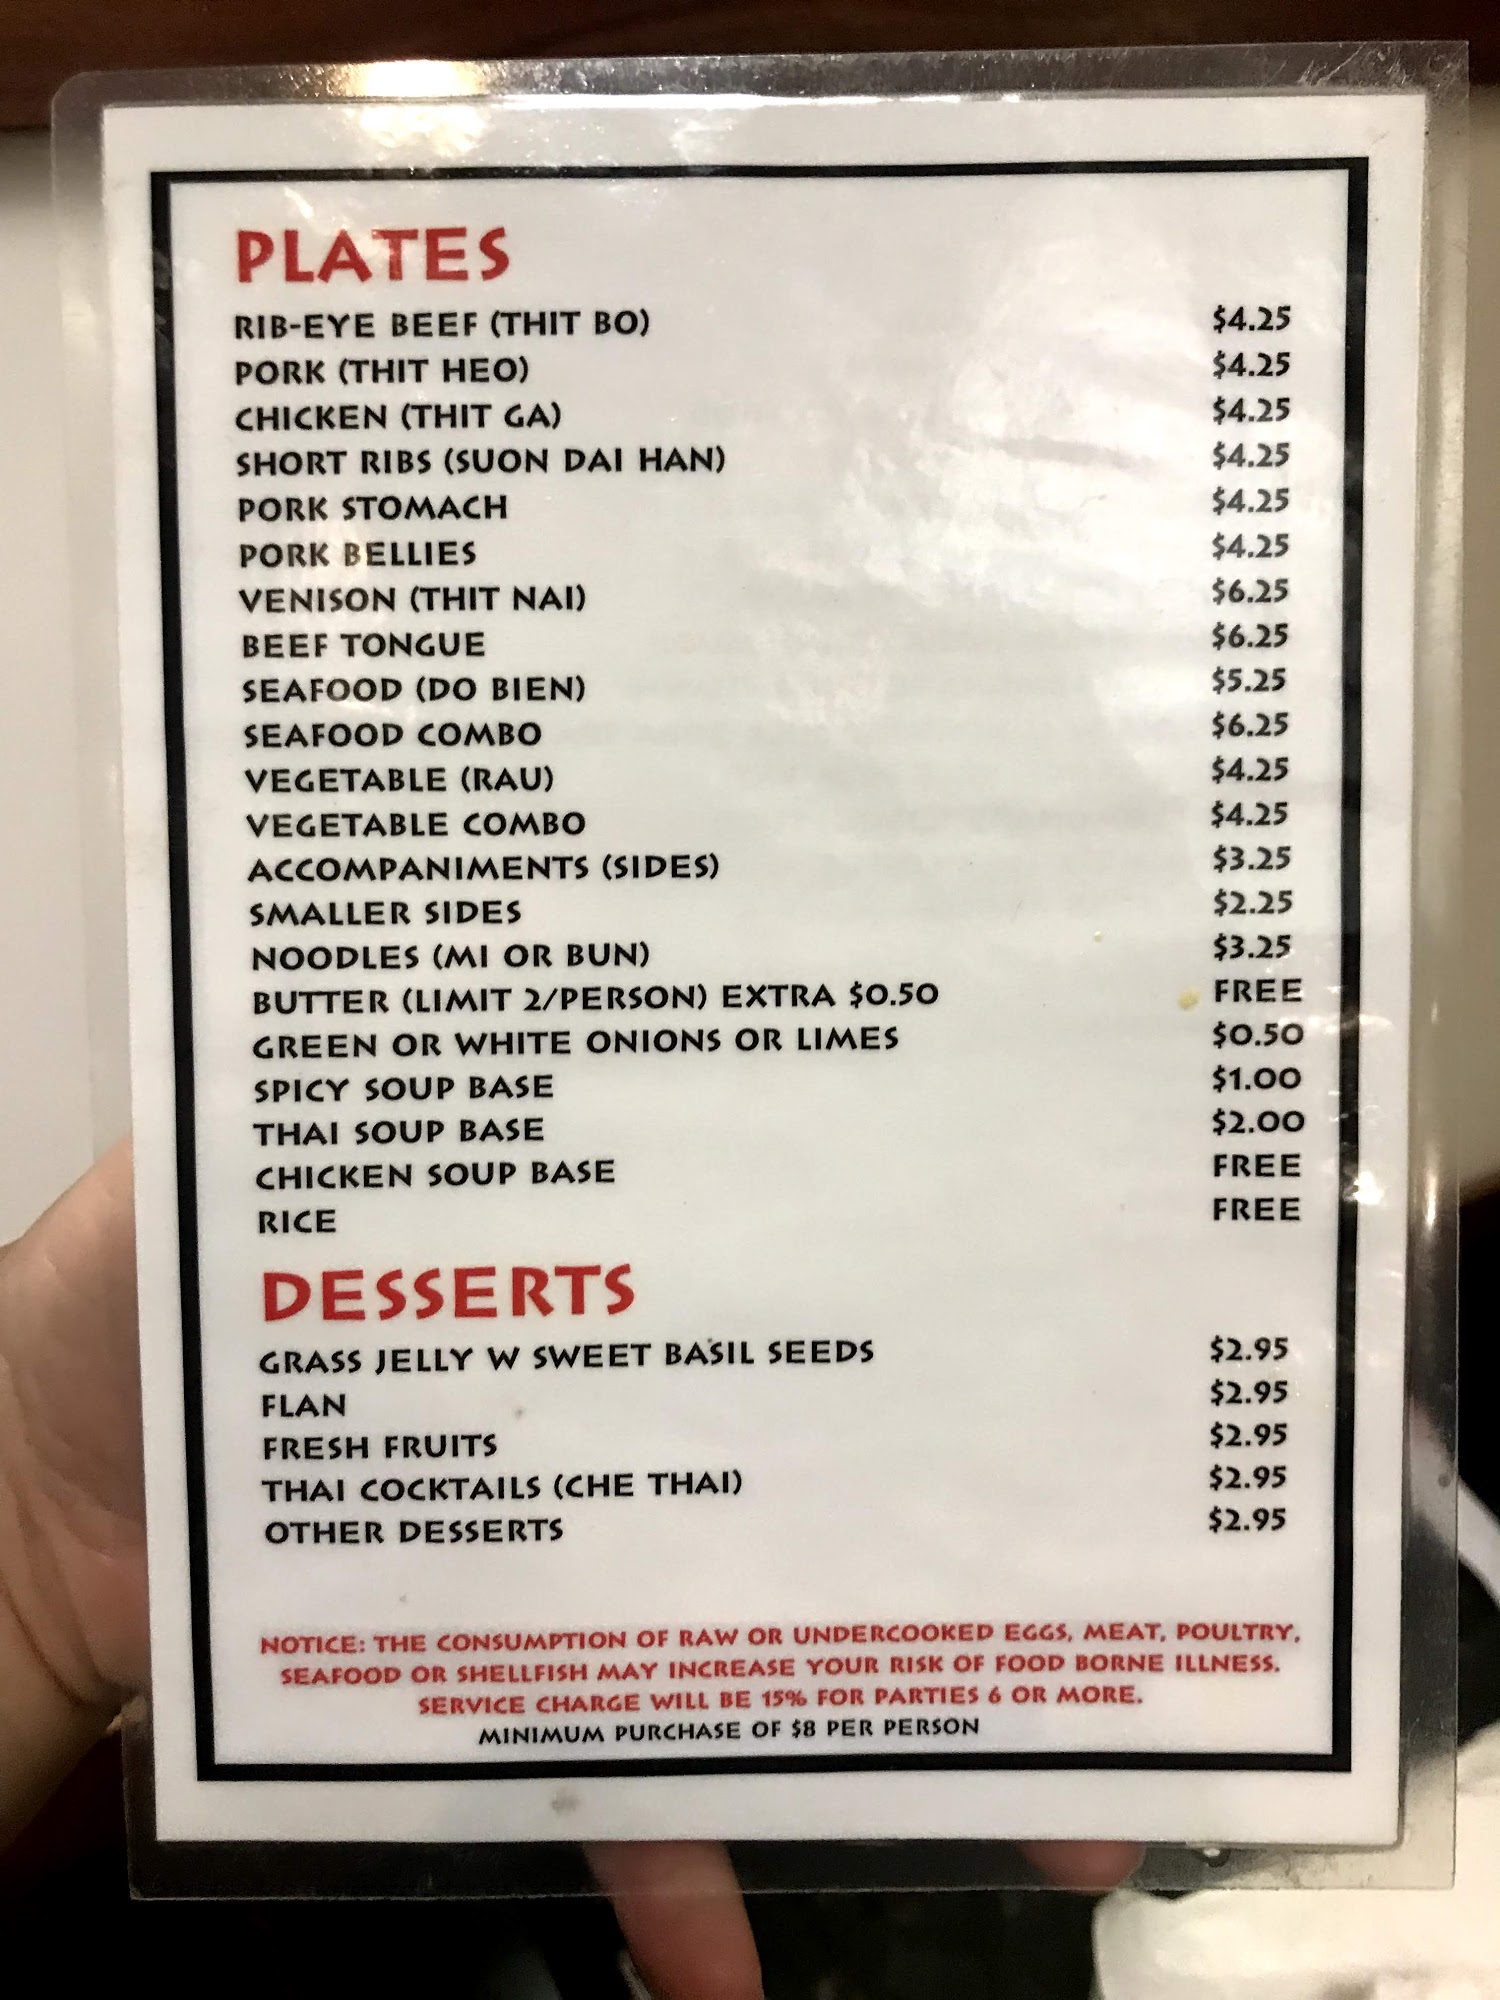 PLATES
RIB-EYE BEEF (THIT BO) $4.25
PORK (THIT HEO) $4.25
CHICKEN (THIT GA) $4.25
SHORT RIBS (SUON DAI HAN) $4.25
PORK STOMACH $4.25
PORK BELLIES $4.25
VENISON (THIT NAI) $6.25
BEEF TONGUE $6.25
SEAFOOD (DO BIEN) $5.25
SEAFOOD COMBO $6.25
VEGETABLE (RAU) $4.25
VEGETABLE COMBO $4.25
ACCOMPANIMENTS (SIDES) $3.25
SMALLER SIDES $2.25
NOODLES (MI OR BUN) $3.25
BUTTER (LIMIT 2/PERSON) EXTRA $0.50 FREE
GREEN OR WHITE ONIONS OR LIMES $0.50
SPICY SOUP BASE $1.00
THAI SOUP BASE $2.00
CHICKEN SOUP BASE FREE
RICE FREE
DESSERTS
GRASS JELLY W SWEET BASIL SEEDS $2.95
FLAN $2.95
FRESH FRUITS $2.95
THAI COCKTAILS (CHE THAI) $2.95
OTHER DESSERTS $2.95
NOTICE: THE CONSUMPTION OF RAW OR UNDERCOOKED EGGS, MEAT, POULTRY,
SEAFOOD OR SHELLFISH MAY INCREASE YOUR RISK OF FOOD BORNE ILLNESS.
SERVICE CHARGE WILL BE 15% FOR PARTIES 6 OR MORE.
MINIMUM PURCHASE OF $8 PER PERSON